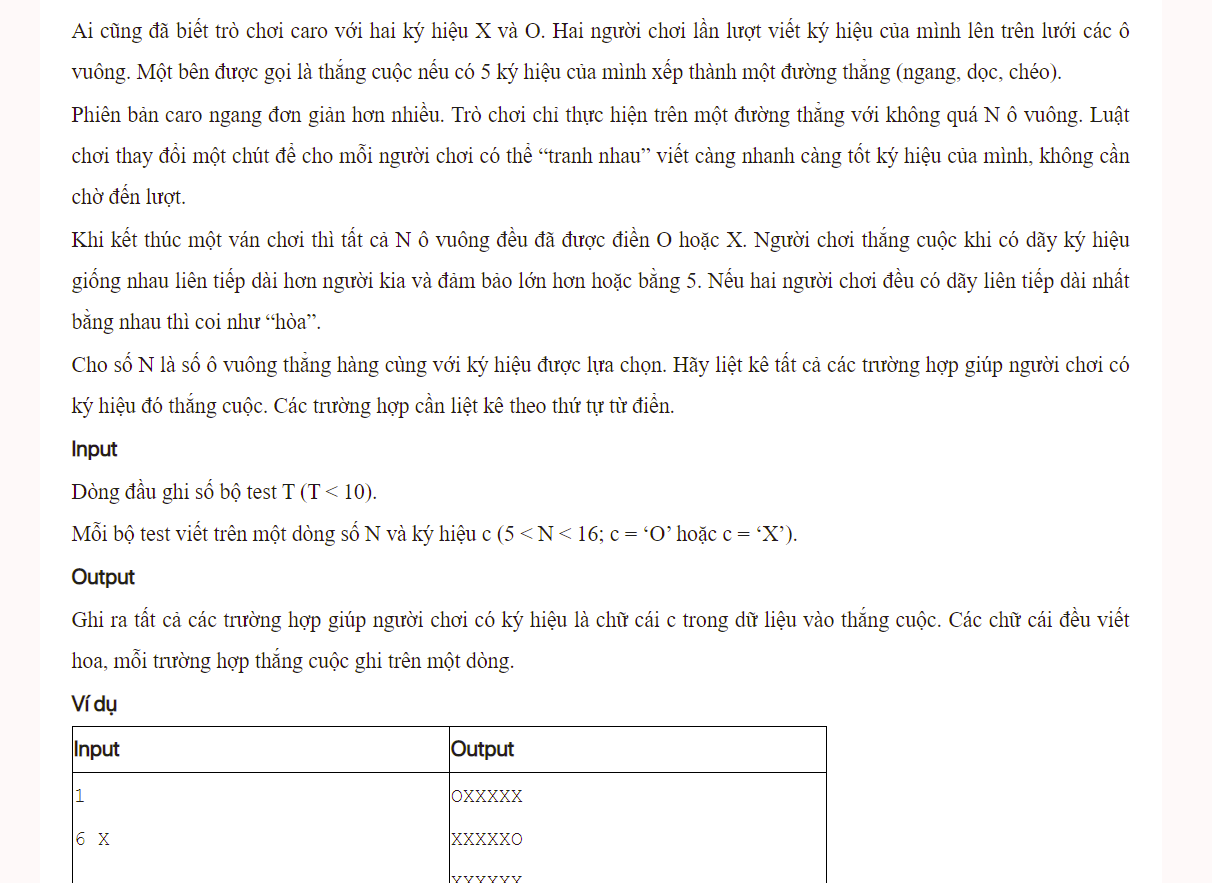 Ai cũng đã biết trò chơi caro với hai ký hiệu X và O. Hai người chơi lần lượt viết ký hiệu của mình lên trên lưới các ô
vuông. Một bên được gọi là thắng cuộc nếu có 5 ký hiệu của mình xếp thành một đường thẳng (ngang, dọc, chéo).
Phiên bản caro ngang đơn giản hơn nhiều. Trò chơi chỉ thực hiện trên một đường thẳng với không quá N ô vuông. Luật
chơi thay đổi một chút để cho mỗi người chơi có thể “tranh nhau” viết càng nhanh càng tốt ký hiệu của mình, không cần
chờ đến lượt.
Khi kết thúc một ván chơi thì tất cả N ô vuông đều đã được điền O hoặc X. Người chơi thắng cuộc khi có dãy ký hiệu
giống nhau liên tiếp dài hơn người kia và đảm bảo lớn hơn hoặc bằng 5. Nếu hai người chơi đều có dãy liên tiếp dài nhất
bằng nhau thì coi như “hòa”.
Cho số N là số ô vuông thẳng hàng cùng với ký hiệu được lựa chọn. Hãy liệt kê tất cả các trường hợp giúp người chơi có
ký hiệu đó thắng cuộc. Các trường hợp cần liệt kê theo thứ tự từ điển.
Input
Dòng đầu ghi số bộ test T (T < 10).
Mỗi bộ test viết trên một dòng số N và ký hiệu c (5 < N < 16; c = ‘O’ hoặc c = ‘X’).
Output
Ghi ra tất cả các trường hợp giúp người chơi có ký hiệu là chữ cái c trong dữ liệu vào thắng cuộc. Các chữ cái đều viết
hoa, mỗi trường hợp thắng cuộc ghi trên một dòng.
Ví dụ
Input Output
1 OXXXXX
6 X XXXXXO
XXXXXX